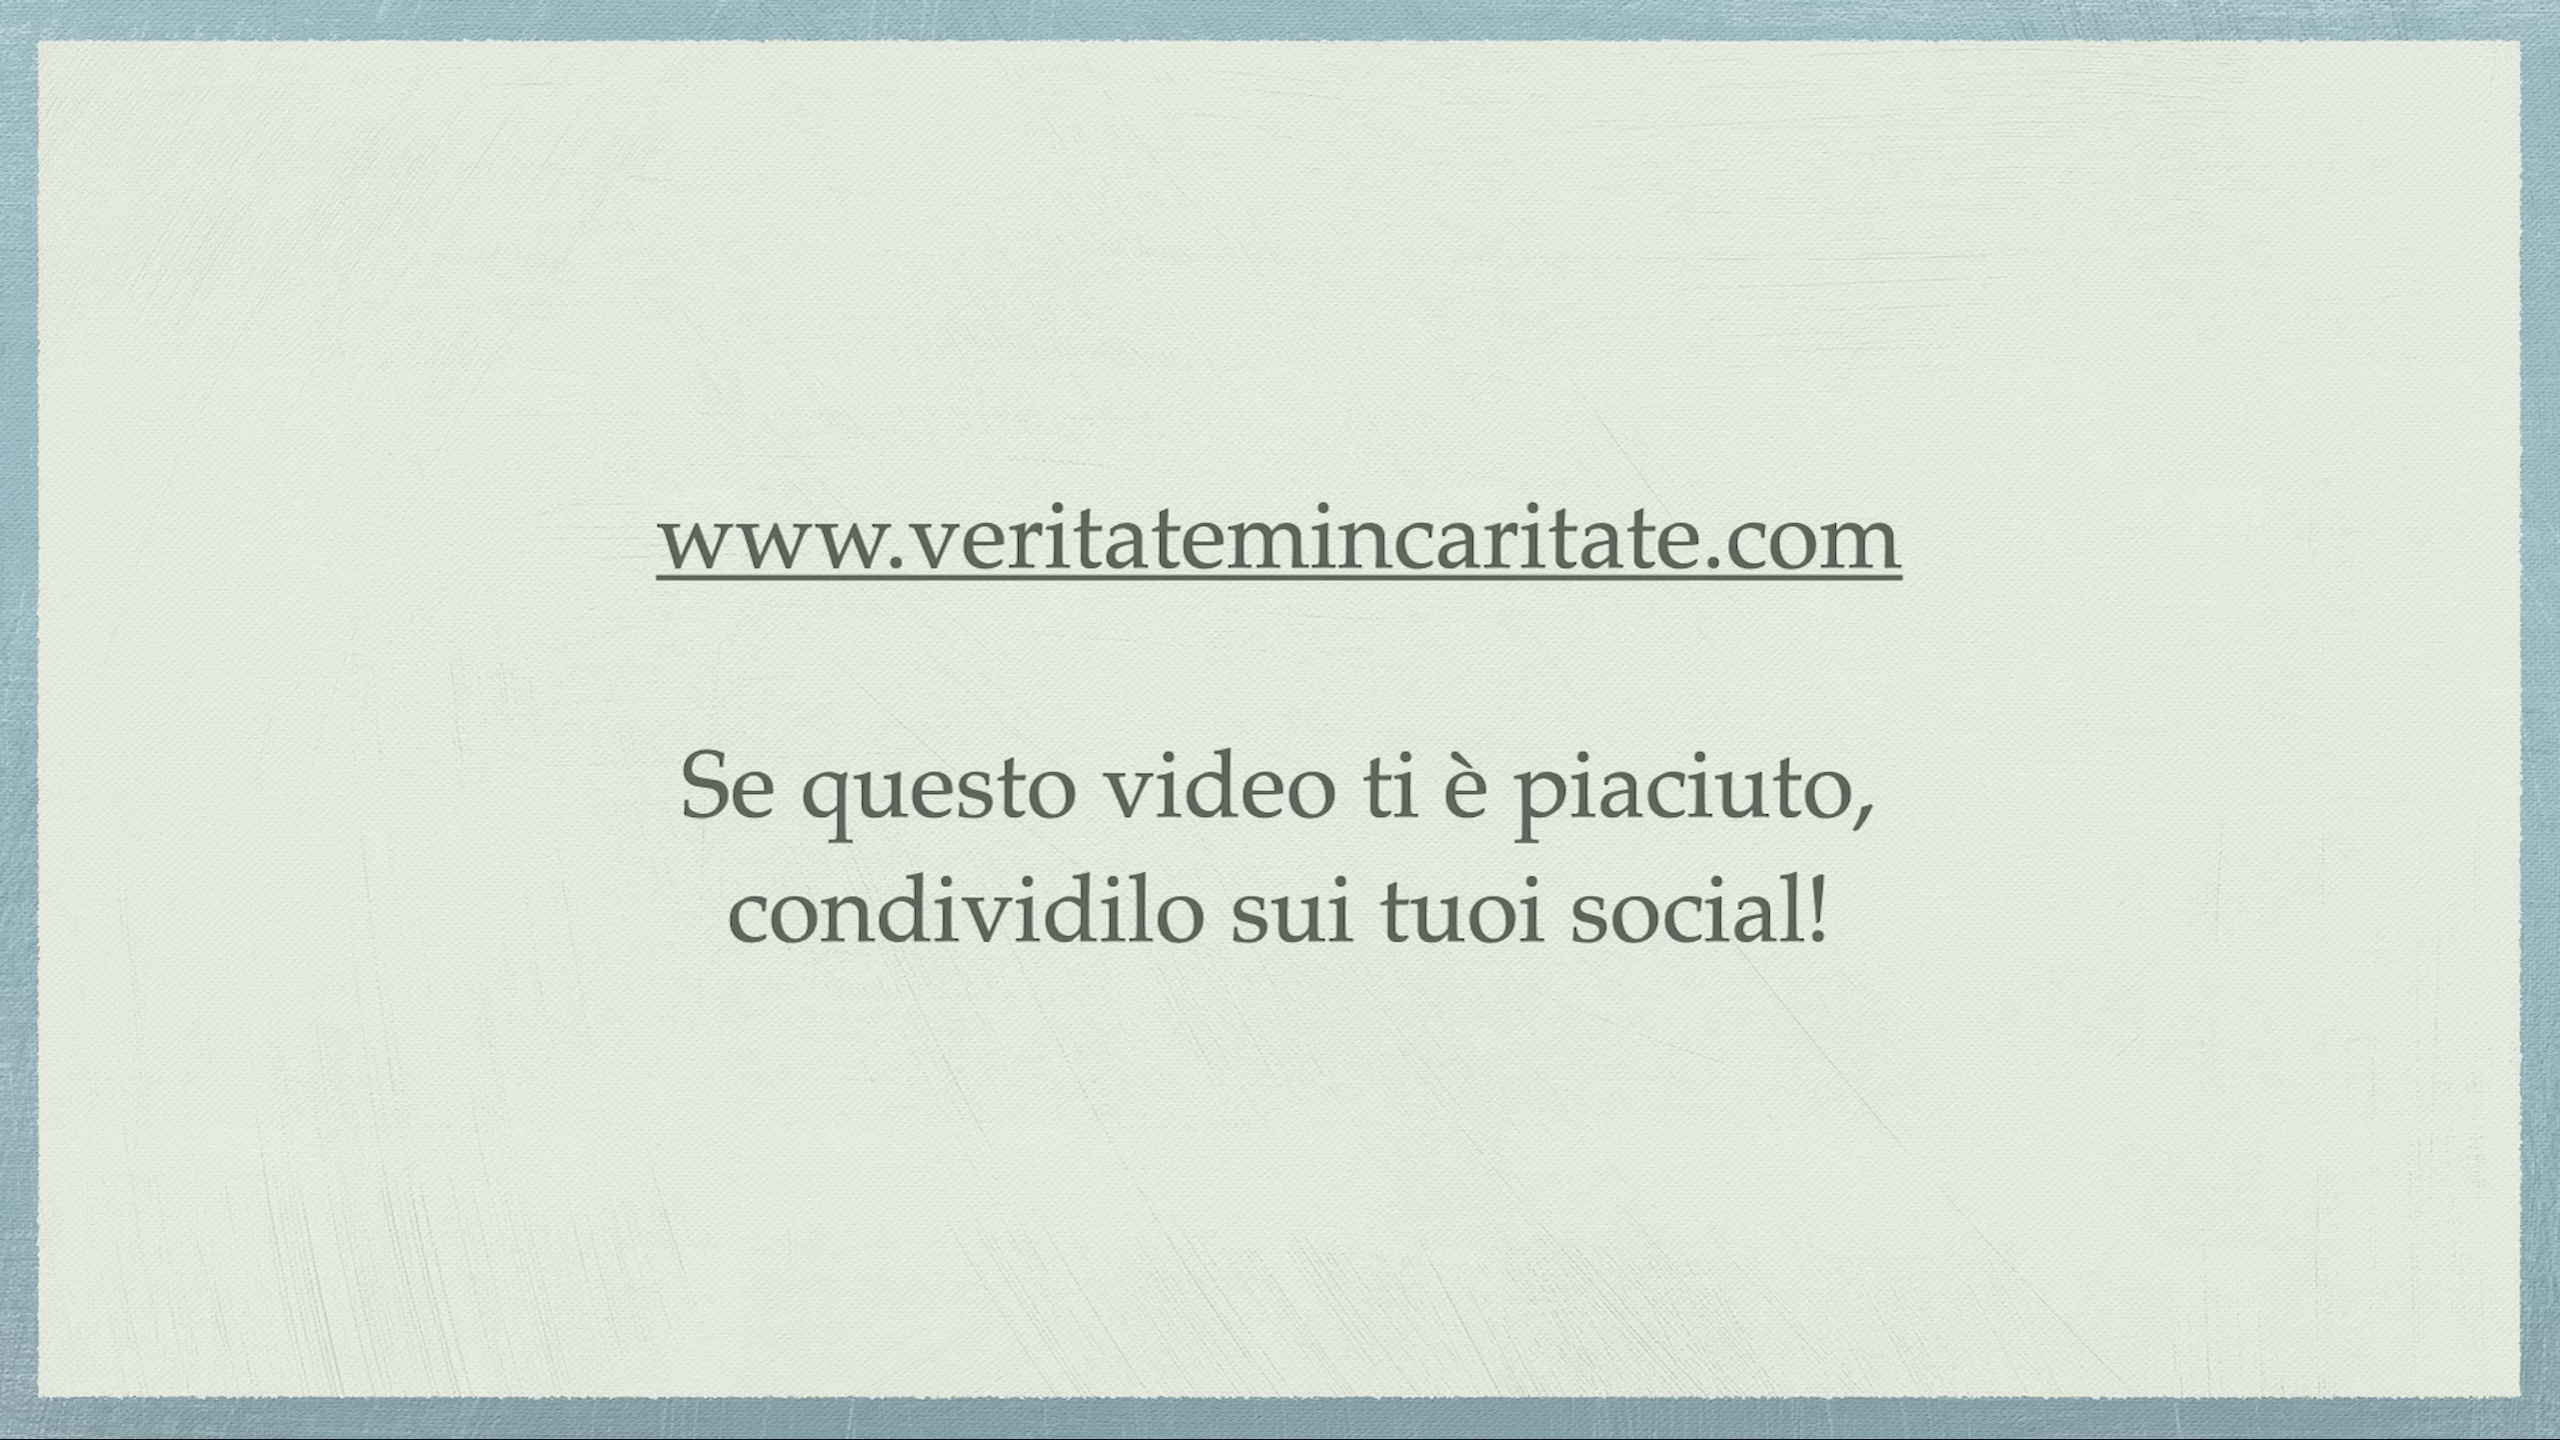 www.veritatemincaritate.com
Se questo video ti è piaciuto,
condividilo sui tuoi social!